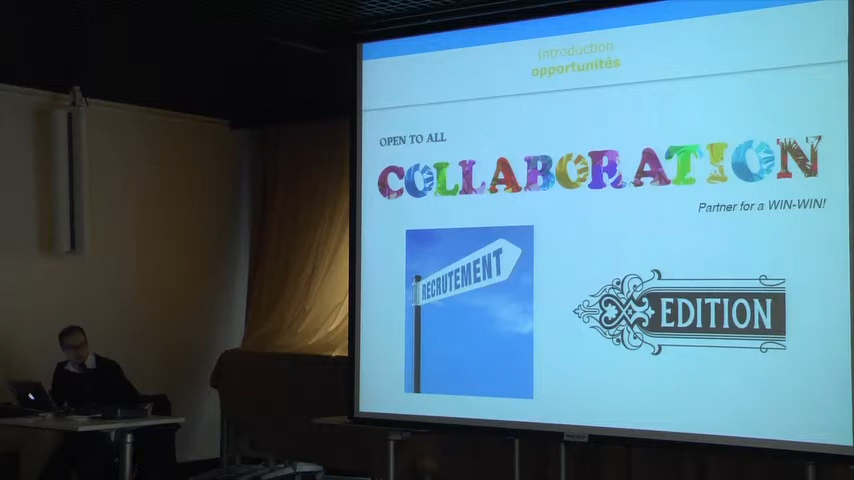 Introduction
opportunités
OPEN TO ALL
COLLABORATION
Partner for a WIN-WIN!
RECRUTEMENT
EDITION